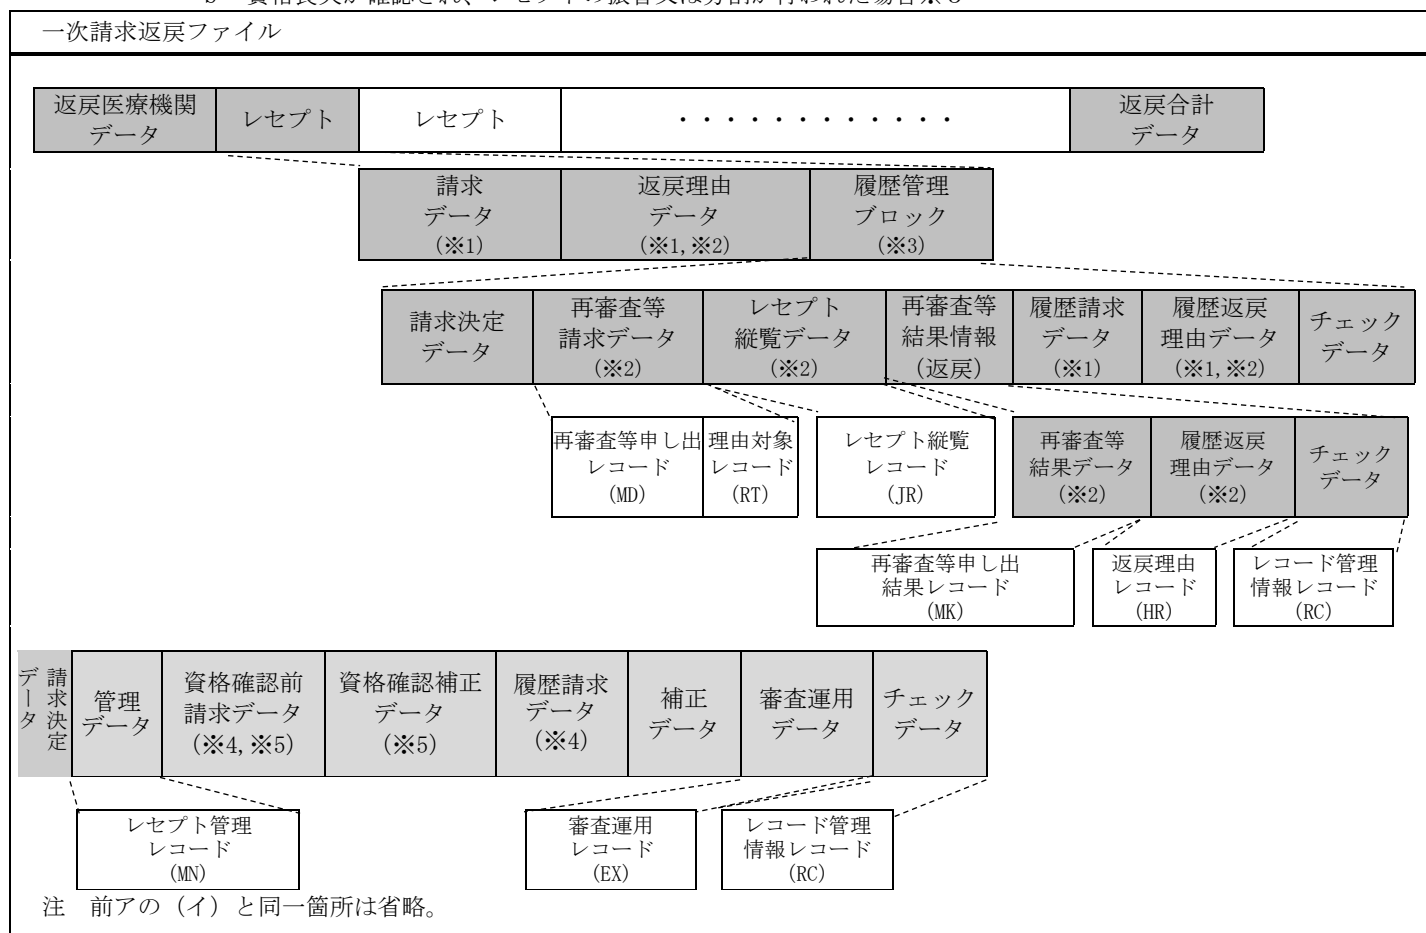 一次請求返戻ファイル
返戻医療機関
データ
レセプト
レセプト
・・・・・・・・・・・・
返戻合計
データ
請求
データ
(※1)
返戻理由
データ
(※1,※2)
履歴管理
ブロック
(※3)
請求決定
データ
再審査等
請求データ
(※2)
レセプト
縦覧データ
(※2)
再審査等
結果情報
(返戻)
履歴請求
データ
(※1)
履歴返戻
理由データ
(※1,※2)
チェック
データ
再審査等申し出
レコード
(MD)
理由対象
レコード
(RT)
レセプト縦覧
レコード
(JR)
再審査等
結果データ
(※2)
履歴返戻
理由データ
(※2)
チェック
データ
再審査等申し出
結果レコード
(MK)
返戻理由
レコード
(HR)
レコード管理
情報レコード
(RC)
請求決定
データ
管理
データ
資格確認前
請求データ
(※4,※5)
資格確認補正
データ
(※5)
履歴請求
データ
(※4)
補正
データ
審査運用
データ
チェック
データ
レセプト管理
レコード
(MN)
審査運用
レコード
(EX)
レコード管理
情報レコード
(RC)
注　前アの（イ）と同一箇所は省略。